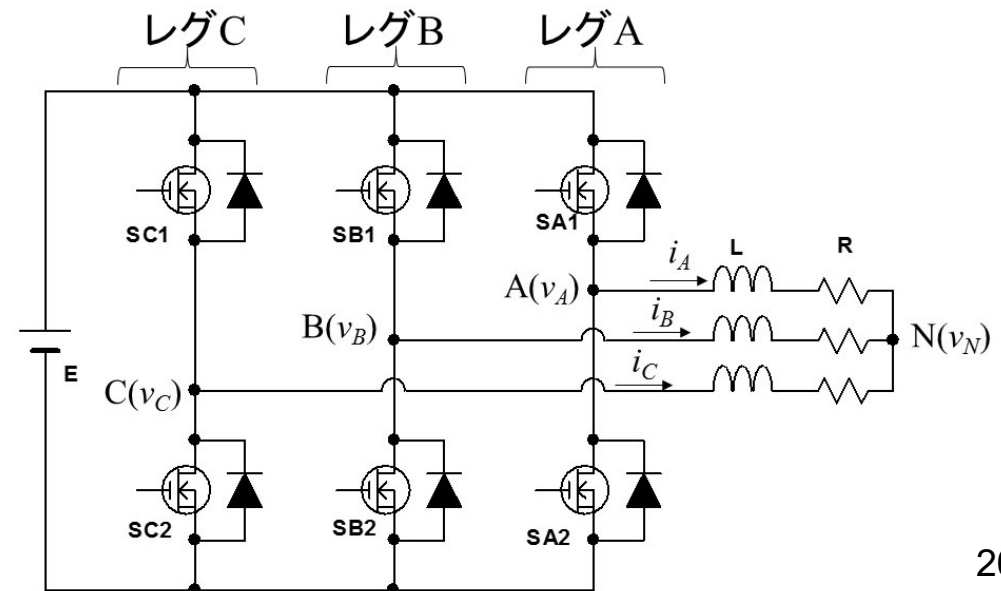 レグC レグB レグA
SC1 SB1 SA1
L R
i_A
A(v_A)
i_B
B(v_B) N(v_N)
i_C
E
C(v_C)
SC2 SB2 SA2